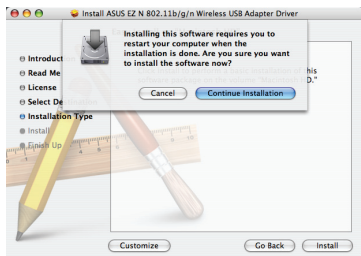 Install ASUS EZ N 802.11b/g/n Wireless USB Adapter Driver
Installing this software requires you to
restart your computer when the
installation is done. Are you sure you want
to install the software now?
Cancel
Continue Installation
Introduct
Read Me
License
Select De
Installation Type
Install
Finish Up
Customize
Go Back
Install